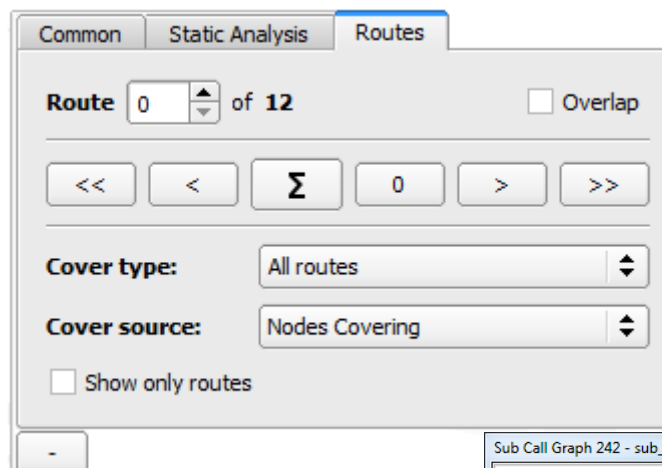 Common Static Analysis Routes
Route 0 of 12 Overlap
<< < Σ 0 > >>
Cover type: All routes
Cover source: Nodes Covering
Show only routes
-
Sub Call Graph 242 - sub_